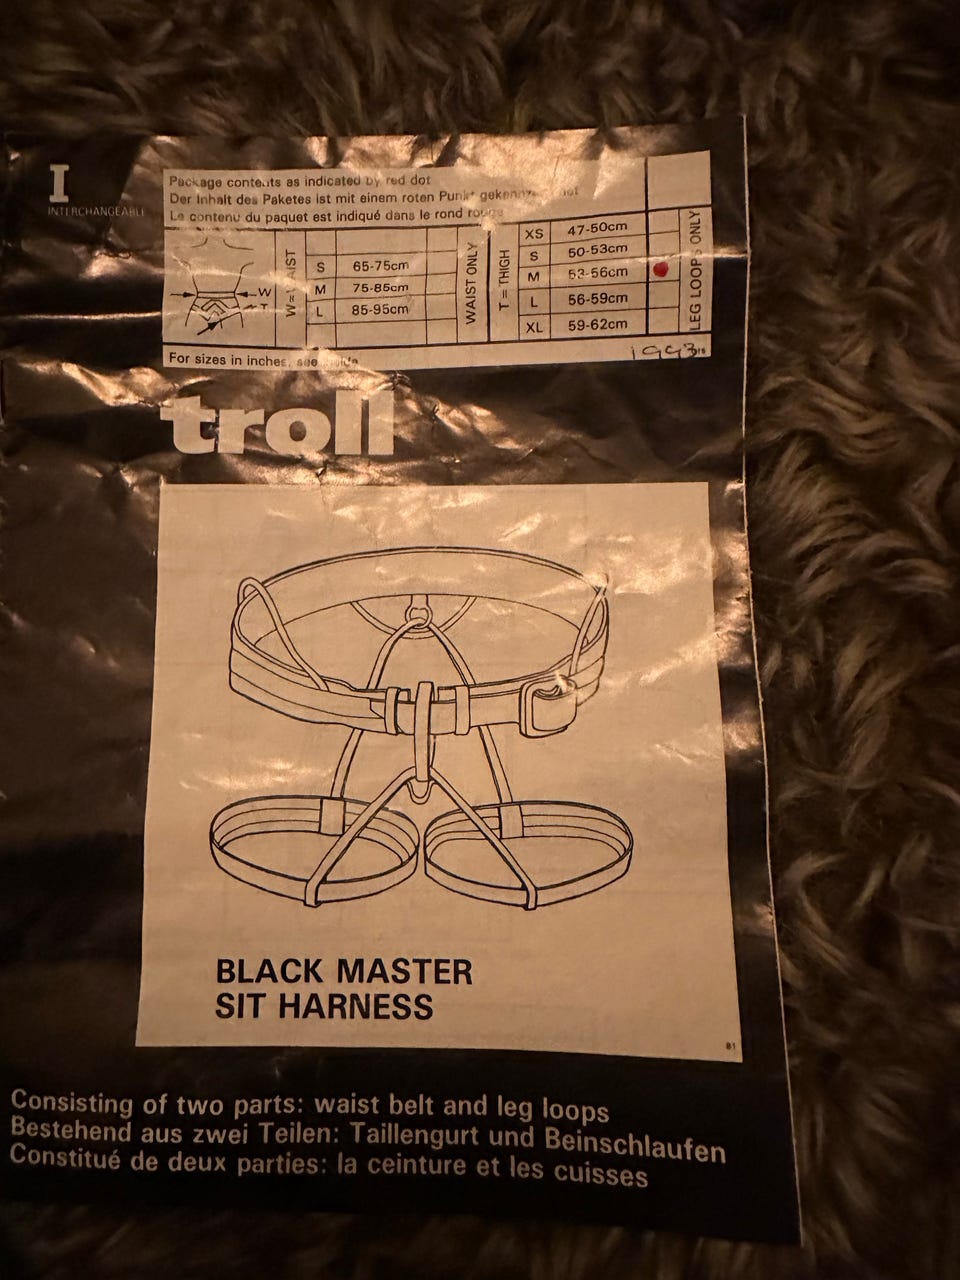 I
INTERCHANGEABLE
Package contents as indicated by red dot
Der Inhalt des Paketes ist mit einem roten Punkt
Le contenu du paquet est indiqué dans le rond rouge
W = WAIST
S 65-75cm
M 75-85cm
L 85-95cm
WAIST ONLY
T = THIGH
XS 47-50cm
S 50-53cm
M 53-56cm
L 56-59cm
XL 59-62cm
LEG LOOPS ONLY
W
T
For sizes in inches, see
1993
troll
BLACK MASTER
SIT HARNESS
81
Consisting of two parts: waist belt and leg loops
Bestehend aus zwei Teilen: Taillengurt und Beinschlaufen
Constitué de deux parties: la ceinture et les cuisses